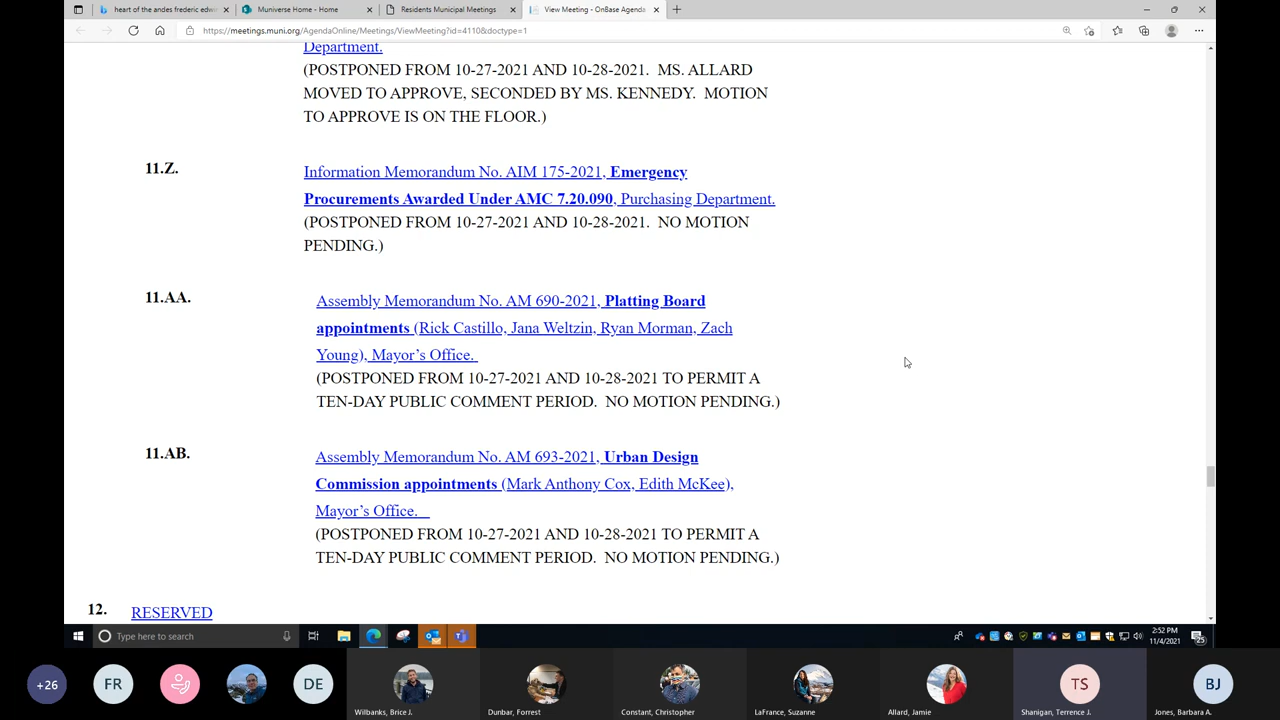 heart of the andes frederic edwi
Muniverse Home - Home
Residents Municipal Meetings
View Meeting - OnBase Agenda
https://meetings.muni.org/AgendaOnline/Meetings/ViewMeeting?id=4110&doctype=1
Department.
(POSTPONED FROM 10-27-2021 AND 10-28-2021. MS. ALLARD
MOVED TO APPROVE, SECONDED BY MS. KENNEDY. MOTION
TO APPROVE IS ON THE FLOOR.)
11.Z. Information Memorandum No. AIM 175-2021, Emergency
Procurements Awarded Under AMC 7.20.090, Purchasing Department.
(POSTPONED FROM 10-27-2021 AND 10-28-2021. NO MOTION
PENDING.)
11.AA. Assembly Memorandum No. AM 690-2021, Platting Board
appointments (Rick Castillo, Jana Weltzin, Ryan Morman, Zach
Young), Mayor’s Office.
(POSTPONED FROM 10-27-2021 AND 10-28-2021 TO PERMIT A
TEN-DAY PUBLIC COMMENT PERIOD. NO MOTION PENDING.)
11.AB. Assembly Memorandum No. AM 693-2021, Urban Design
Commission appointments (Mark Anthony Cox, Edith McKee),
Mayor’s Office.
(POSTPONED FROM 10-27-2021 AND 10-28-2021 TO PERMIT A
TEN-DAY PUBLIC COMMENT PERIOD. NO MOTION PENDING.)
12. RESERVED
Type here to search
2:52 PM
11/4/2021
25
+26
FR
DE
TS
BJ
Wilbanks, Brice J.
Dunbar, Forrest
Constant, Christopher
LaFrance, Suzanne
Allard, Jamie
Shanigan, Terrence J.
Jones, Barbara A.